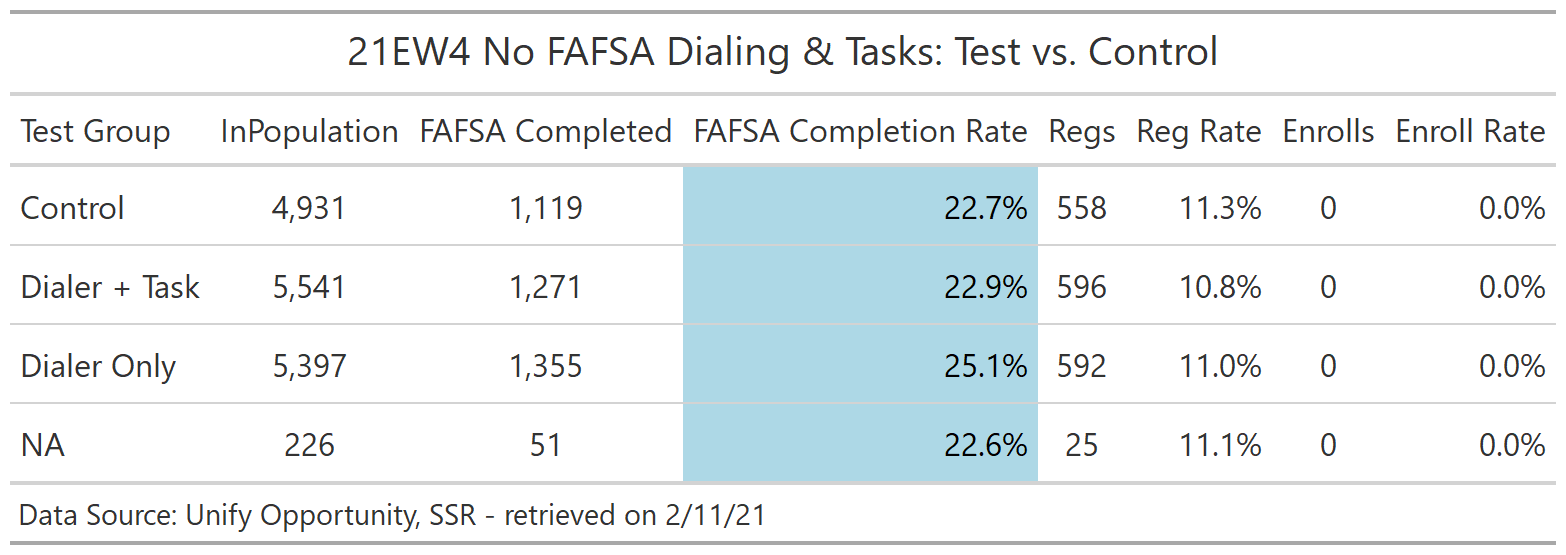 21EW4 No FAFSA Dialing & Tasks: Test vs. Control
Test Group InPopulation FAFSA Completed FAFSA Completion Rate Regs Reg Rate Enrolls Enroll Rate
Control 4,931 1,119 22.7% 558 11.3% 0 0.0%
Dialer + Task 5,541 1,271 22.9% 596 10.8% 0 0.0%
Dialer Only 5,397 1,355 25.1% 592 11.0% 0 0.0%
NA 226 51 22.6% 25 11.1% 0 0.0%
Data Source: Unify Opportunity, SSR - retrieved on 2/11/21